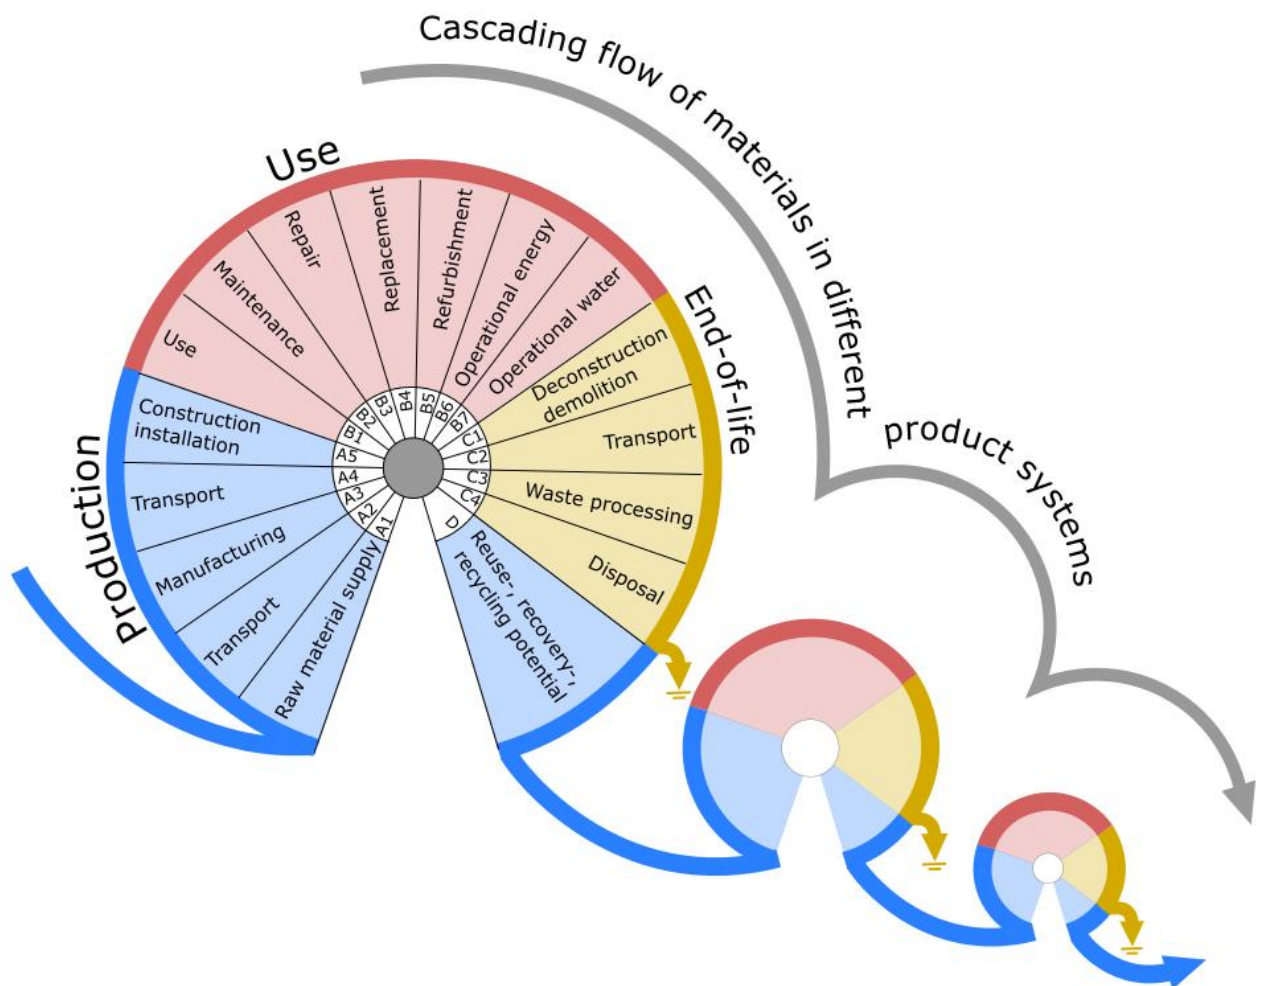 Cascading flow of materials in different
product systems
Use
Production
End-of-life
Raw material supply
Transport
Manufacturing
Transport
Construction
installation
Use
Maintenance
Repair
Replacement
Refurbishment
Operational energy
Operational water
Deconstruction
demolition
Transport
Waste processing
Disposal
Reuse-, recovery-,
recycling potential
A1
A2
A3
A4
A5
B1
B2
B3
B4
B5
B6
B7
C1
C2
C3
C4
D